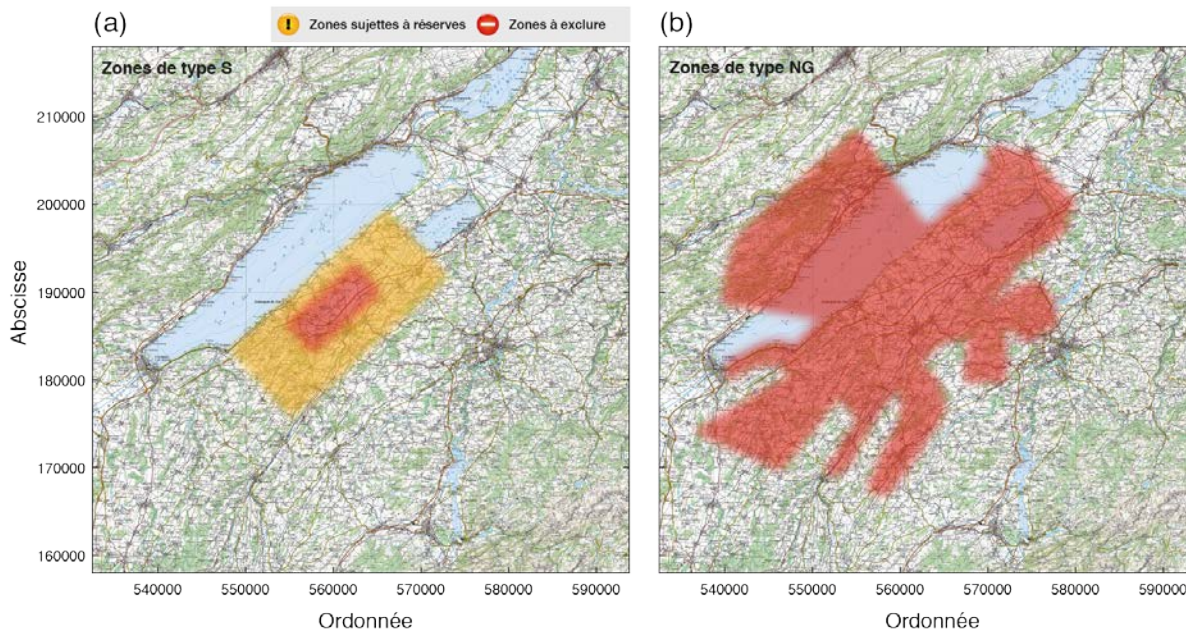 (a)
Zones sujettes à réserves
Zones à exclure
(b)
Zones de type S
Zones de type NG
210000
200000
190000
180000
170000
160000
Abscisse
540000 550000 560000 570000 580000 590000
540000 550000 560000 570000 580000 590000
Ordonnée
Ordonnée